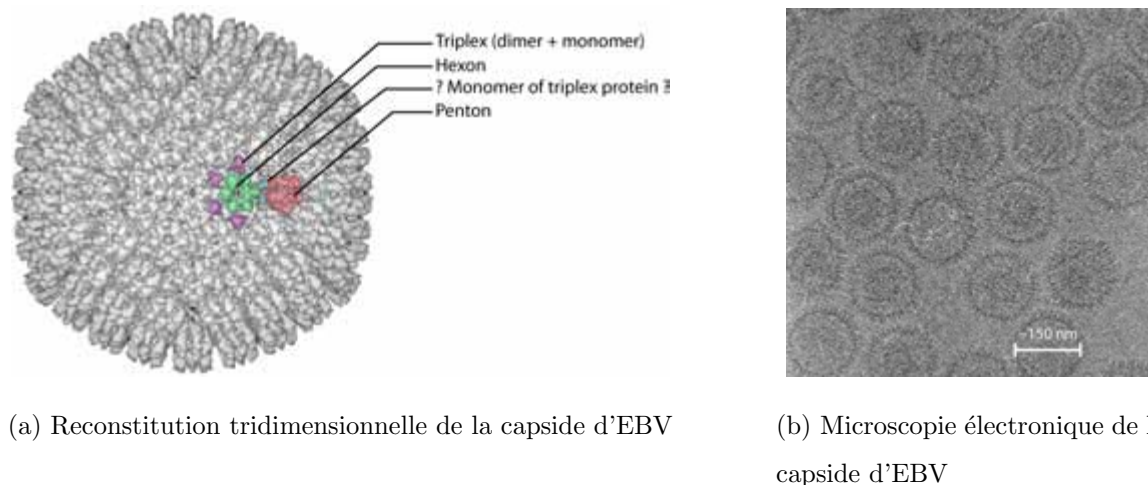 Triplex (dimer + monomer)
Hexon
? Monomer of triplex protein ?
Penton
~150 nm
(a) Reconstitution tridimensionnelle de la capside d'EBV
(b) Microscopie électronique de l
capside d'EBV